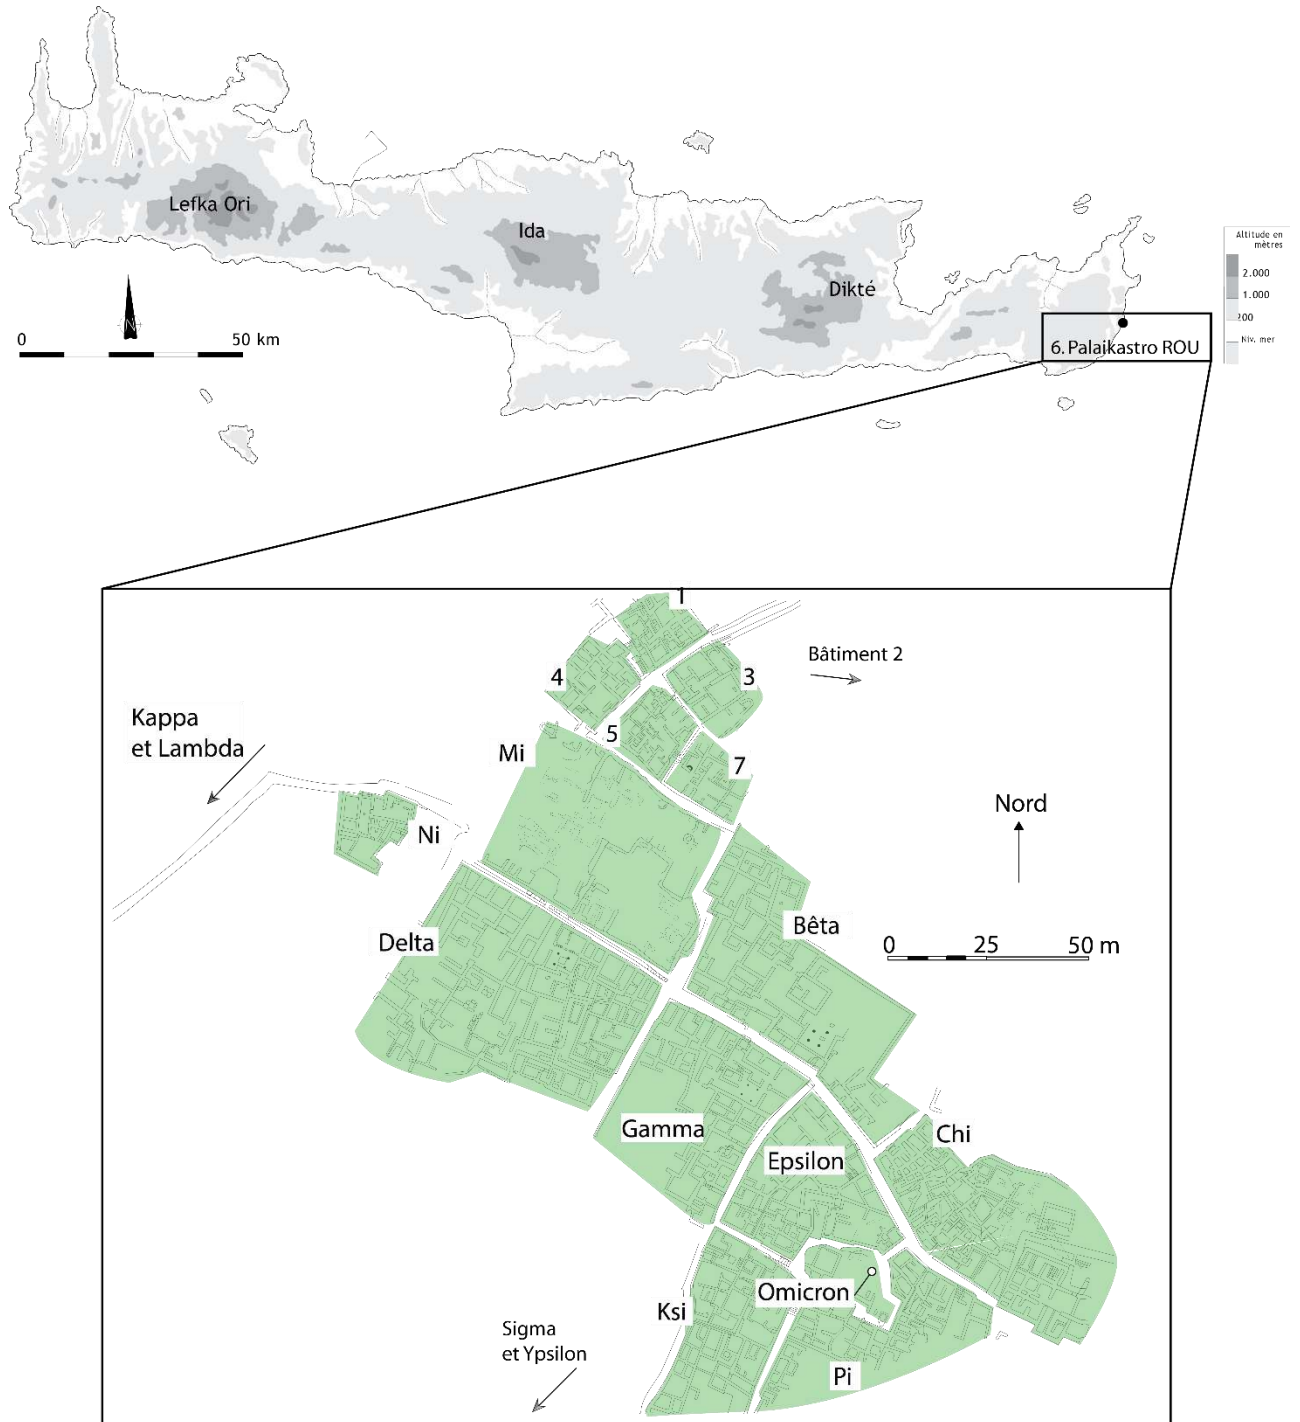 Lefka Ori
Ida
Dikté
Altitude en
mètres
2.000
1.000
200
Niv. mer
N
0 50 km
6. Palaikastro ROU
1
Bâtiment 2
4
3
Kappa
et Lambda
5
Mi
7
Nord
Ni
Bêta
Delta
0 25 50 m
Gamma
Chi
Epsilon
Omicron
Ksi
Sigma
et Ypsilon
Pi